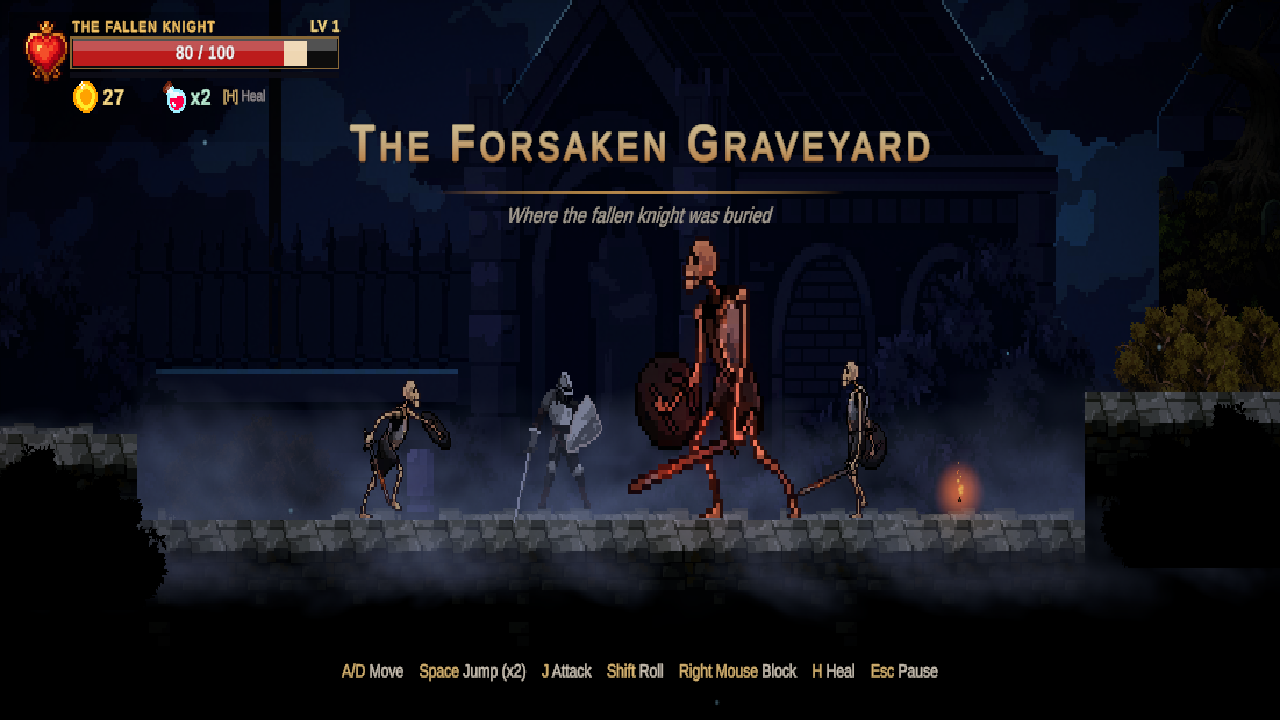 THE FALLEN KNIGHT LV 1
80 / 100
27 x2 [H] Heal
THE FORSAKEN GRAVEYARD
Where the fallen knight was buried
A/D Move Space Jump (x2) J Attack Shift Roll Right Mouse Block H Heal Esc Pause